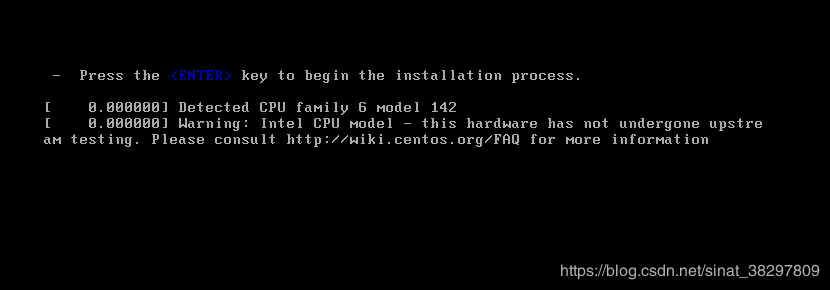 - Press the <ENTER> key to begin the installation process.
[    0.000000] Detected CPU family 6 model 142
[    0.000000] Warning: Intel CPU model - this hardware has not undergone upstre
am testing. Please consult http://wiki.centos.org/FAQ for more information
https://blog.csdn.net/sinat_38297809